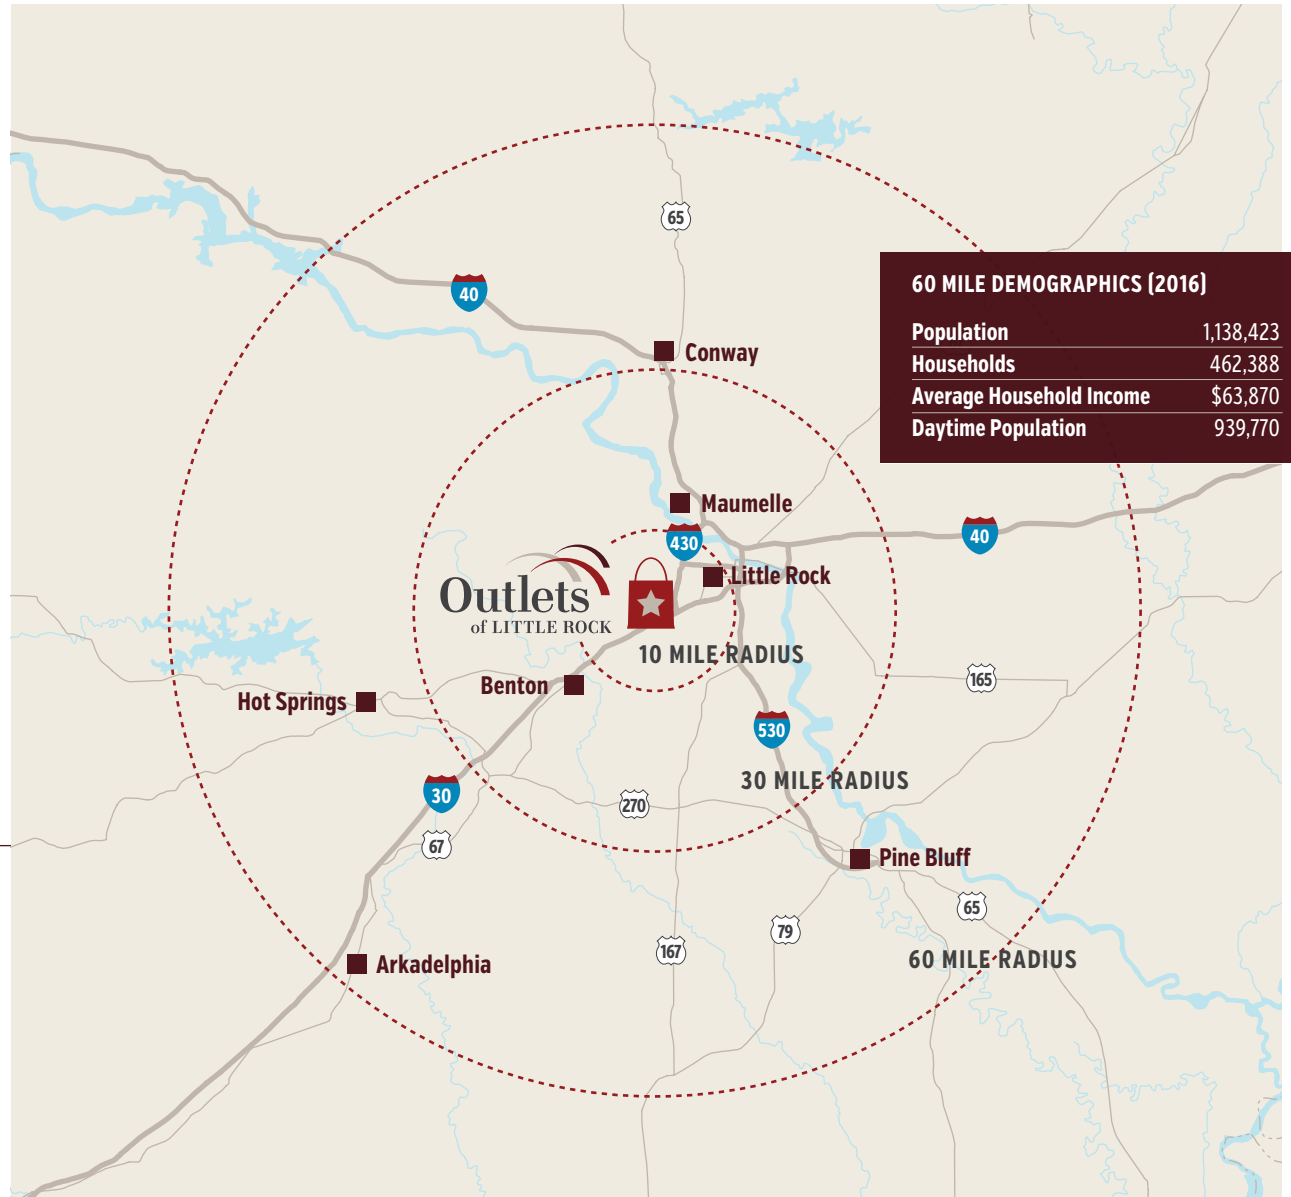 65
60 MILE DEMOGRAPHICS (2016)
Population 1,138,423
Households 462,388
Average Household Income $63,870
Daytime Population 939,770
40
Conway
Maumelle
430
40
Little Rock
Outlets
of LITTLE ROCK
10 MILE RADIUS
165
Benton
Hot Springs
530
30 MILE RADIUS
30
270
67
Pine Bluff
65
79
167
60 MILE RADIUS
Arkadelphia